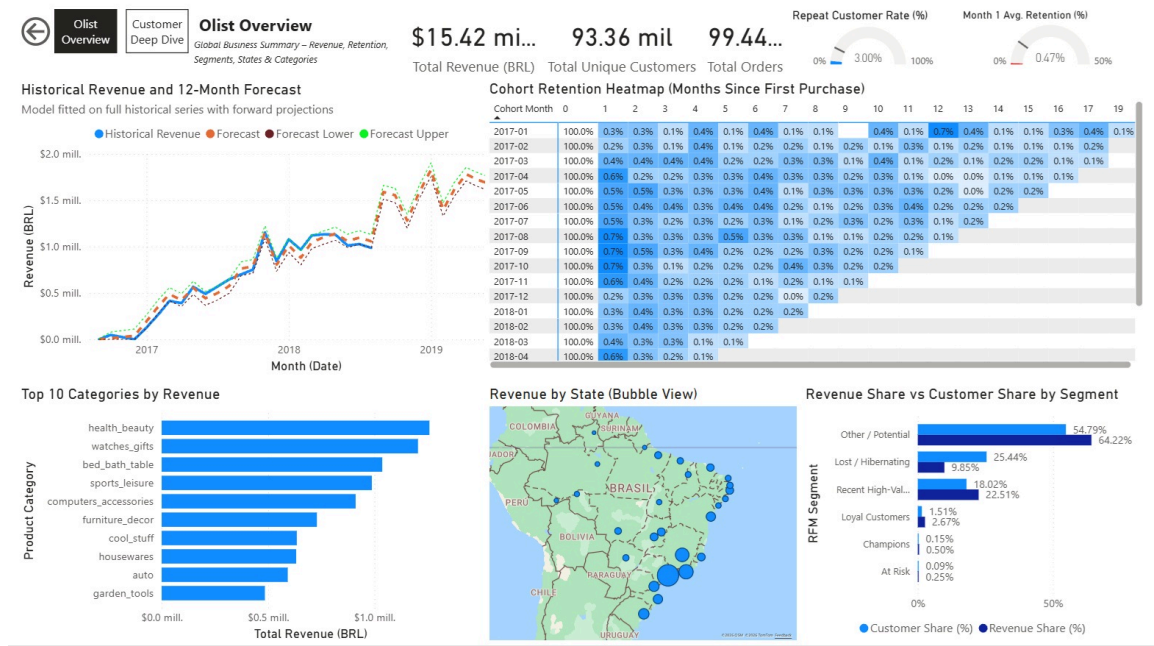 Olist
Overview
Customer
Deep Dive
Olist Overview
Global Business Summary – Revenue, Retention,
Segments, States & Categories
$15.42 mi...
Total Revenue (BRL)
93.36 mil
Total Unique Customers
99.44...
Total Orders
Repeat Customer Rate (%)
0% 3.00% 100%
Month 1 Avg. Retention (%)
0% 0.47% 50%
Historical Revenue and 12-Month Forecast
Model fitted on full historical series with forward projections
Historical Revenue Forecast Forecast Lower Forecast Upper
Revenue (BRL)
$2.0 mill.
$1.5 mill.
$1.0 mill.
$0.5 mill.
$0.0 mill.
2017 2018 2019
Month (Date)
Cohort Retention Heatmap (Months Since First Purchase)
Cohort Month 0 1 2 3 4 5 6 7 8 9 10 11 12 13 14 15 16 17 18 19
2017-01 100.0% 0.3% 0.3% 0.1% 0.4% 0.1% 0.4% 0.1% 0.1% 0.4% 0.1% 0.7% 0.4% 0.1% 0.1% 0.3% 0.4% 0.1%
2017-02 100.0% 0.2% 0.3% 0.1% 0.4% 0.1% 0.2% 0.1% 0.2% 0.1% 0.2% 0.1% 0.3% 0.1% 0.2% 0.1% 0.1% 0.1% 0.2%
2017-03 100.0% 0.4% 0.4% 0.4% 0.4% 0.2% 0.2% 0.3% 0.3% 0.1% 0.4% 0.1% 0.2% 0.1% 0.2% 0.2% 0.1% 0.1%
2017-04 100.0% 0.6% 0.2% 0.2% 0.3% 0.3% 0.4% 0.3% 0.3% 0.3% 0.2% 0.1% 0.0% 0.0% 0.1% 0.1% 0.1%
2017-05 100.0% 0.5% 0.5% 0.3% 0.3% 0.3% 0.4% 0.1% 0.3% 0.3% 0.3% 0.3% 0.2% 0.0% 0.2% 0.2%
2017-06 100.0% 0.5% 0.4% 0.4% 0.3% 0.4% 0.4% 0.2% 0.1% 0.2% 0.3% 0.4% 0.2% 0.2% 0.2%
2017-07 100.0% 0.5% 0.3% 0.2% 0.3% 0.2% 0.3% 0.1% 0.2% 0.3% 0.2% 0.3% 0.1% 0.2%
2017-08 100.0% 0.7% 0.3% 0.3% 0.3% 0.5% 0.3% 0.3% 0.1% 0.1% 0.2% 0.2% 0.1%
2017-09 100.0% 0.7% 0.5% 0.3% 0.4% 0.2% 0.2% 0.2% 0.3% 0.2% 0.2% 0.1%
2017-10 100.0% 0.7% 0.3% 0.1% 0.2% 0.2% 0.2% 0.4% 0.3% 0.2% 0.2%
2017-11 100.0% 0.6% 0.4% 0.2% 0.2% 0.2% 0.1% 0.2% 0.1% 0.1%
2017-12 100.0% 0.2% 0.3% 0.3% 0.3% 0.2% 0.2% 0.0% 0.2%
2018-01 100.0% 0.3% 0.4% 0.3% 0.3% 0.2% 0.2% 0.2%
2018-02 100.0% 0.3% 0.4% 0.3% 0.3% 0.2% 0.2%
2018-03 100.0% 0.4% 0.3% 0.3% 0.1% 0.1%
2018-04 100.0% 0.6% 0.3% 0.2% 0.1%
Top 10 Categories by Revenue
Product Category
health_beauty
watches_gifts
bed_bath_table
sports_leisure
computers_accessories
furniture_decor
cool_stuff
housewares
auto
garden_tools
$0.0 mill. $0.5 mill. $1.0 mill.
Total Revenue (BRL)
Revenue by State (Bubble View)
GUYANA
COLOMBIA
SURINAM
ADOR
BRASIL
PERU
BOLIVIA
PARAGUAY
CHILE
URUGUAY
Revenue Share vs Customer Share by Segment
RFM Segment
Other / Potential 54.79%
64.22%
Lost / Hibernating 25.44%
9.85%
Recent High-Val... 18.02%
22.51%
Loyal Customers 1.51%
2.67%
Champions 0.15%
0.50%
At Risk 0.09%
0.25%
0% 50%
Customer Share (%) Revenue Share (%)